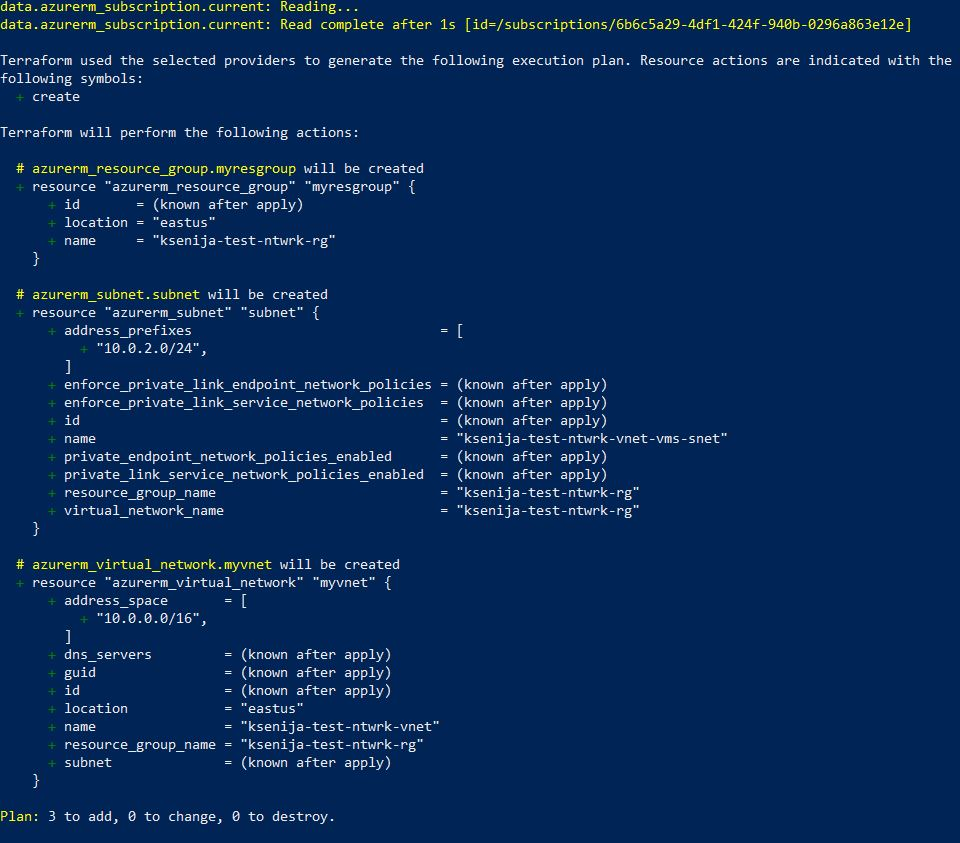 data.azurerm_subscription.current: Reading...
data.azurerm_subscription.current: Read complete after 1s [id=/subscriptions/6b6c5a29-4df1-424f-940b-0296a863e12e]
Terraform used the selected providers to generate the following execution plan. Resource actions are indicated with the
following symbols:
  + create
Terraform will perform the following actions:
  # azurerm_resource_group.myresgroup will be created
  + resource "azurerm_resource_group" "myresgroup" {
      + id       = (known after apply)
      + location = "eastus"
      + name     = "ksenija-test-ntwrk-rg"
    }
  # azurerm_subnet.subnet will be created
  + resource "azurerm_subnet" "subnet" {
      + address_prefixes                               = [
          + "10.0.2.0/24",
        ]
      + enforce_private_link_endpoint_network_policies = (known after apply)
      + enforce_private_link_service_network_policies  = (known after apply)
      + id                                             = (known after apply)
      + name                                           = "ksenija-test-ntwrk-vnet-vms-snet"
      + private_endpoint_network_policies_enabled      = (known after apply)
      + private_link_service_network_policies_enabled  = (known after apply)
      + resource_group_name                            = "ksenija-test-ntwrk-rg"
      + virtual_network_name                           = "ksenija-test-ntwrk-rg"
    }
  # azurerm_virtual_network.myvnet will be created
  + resource "azurerm_virtual_network" "myvnet" {
      + address_space       = [
          + "10.0.0.0/16",
        ]
      + dns_servers         = (known after apply)
      + guid                = (known after apply)
      + id                  = (known after apply)
      + location            = "eastus"
      + name                = "ksenija-test-ntwrk-vnet"
      + resource_group_name = "ksenija-test-ntwrk-rg"
      + subnet              = (known after apply)
    }
Plan: 3 to add, 0 to change, 0 to destroy.